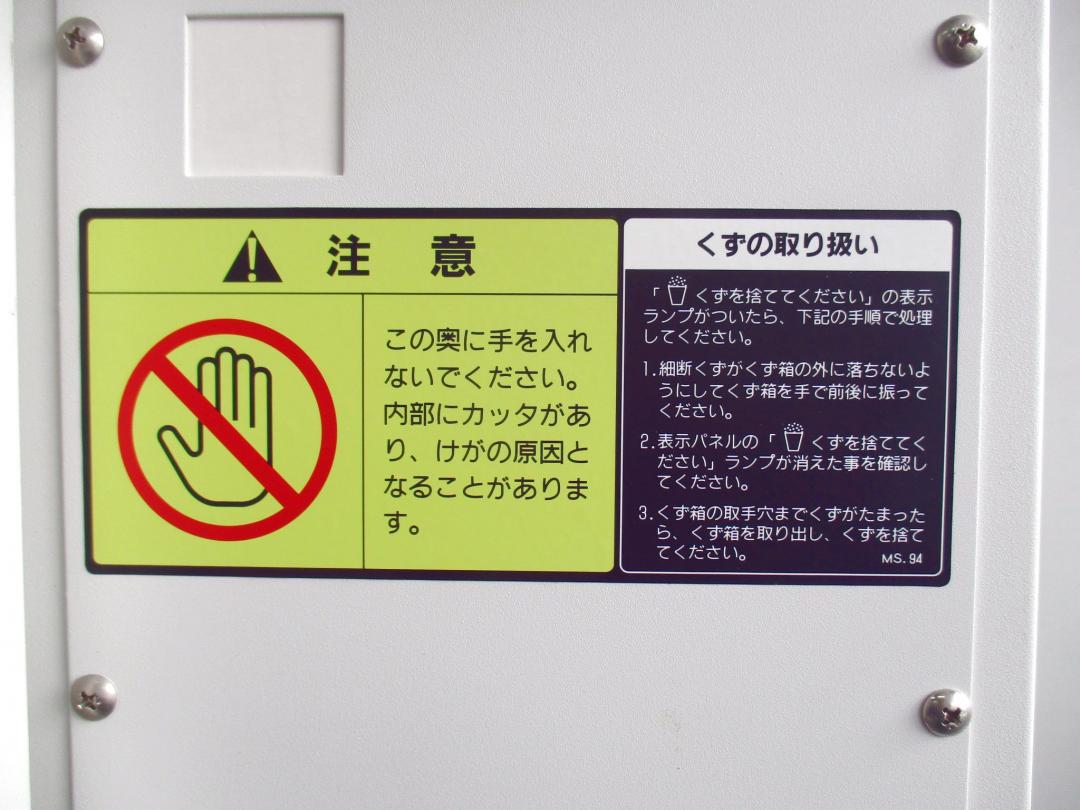 注 意
この奥に手を入れ
ないでください。
内部にカッタがあ
り、けがの原因と
なることがありま
す。
くずの取り扱い
「くずを捨ててください」の表示
ランプがついたら、下記の手順で処理
してください。
1.細断くずがくず箱の外に落ちないよ
うにしてくず箱を手で前後に振って
ください。
2.表示パネルの「くずを捨ててく
ださい」ランプが消えた事を確認し
てください。
3.くず箱の取手穴までくずがたまった
ら、くず箱を取り出し、くずを捨て
てください。
MS.94